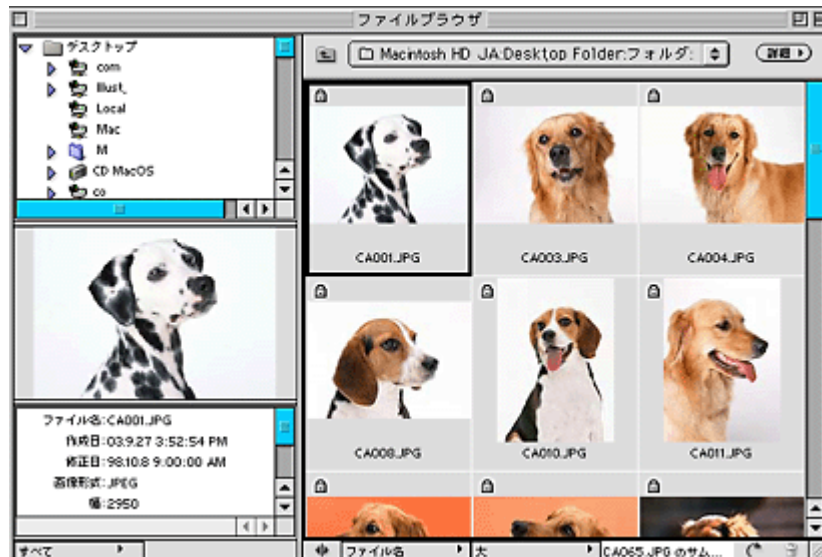 ファイルブラウザ
デスクトップ
com
Illust_
Local
Mac
M
CD MacOS
co
Macintosh HD_JA:Desktop Folder:フォルダ:
詳細
CA001.JPG
CA003.JPG
CA004.JPG
CA008.JPG
CA010.JPG
CA011.JPG
ファイル名:CA001.JPG
作成日:03.9.27 3:52:54 PM
修正日:98.10.8 9:00:00 AM
画像形式:JPEG
幅:2950
すべて
ファイル名
大
CA065.JPG のサム...